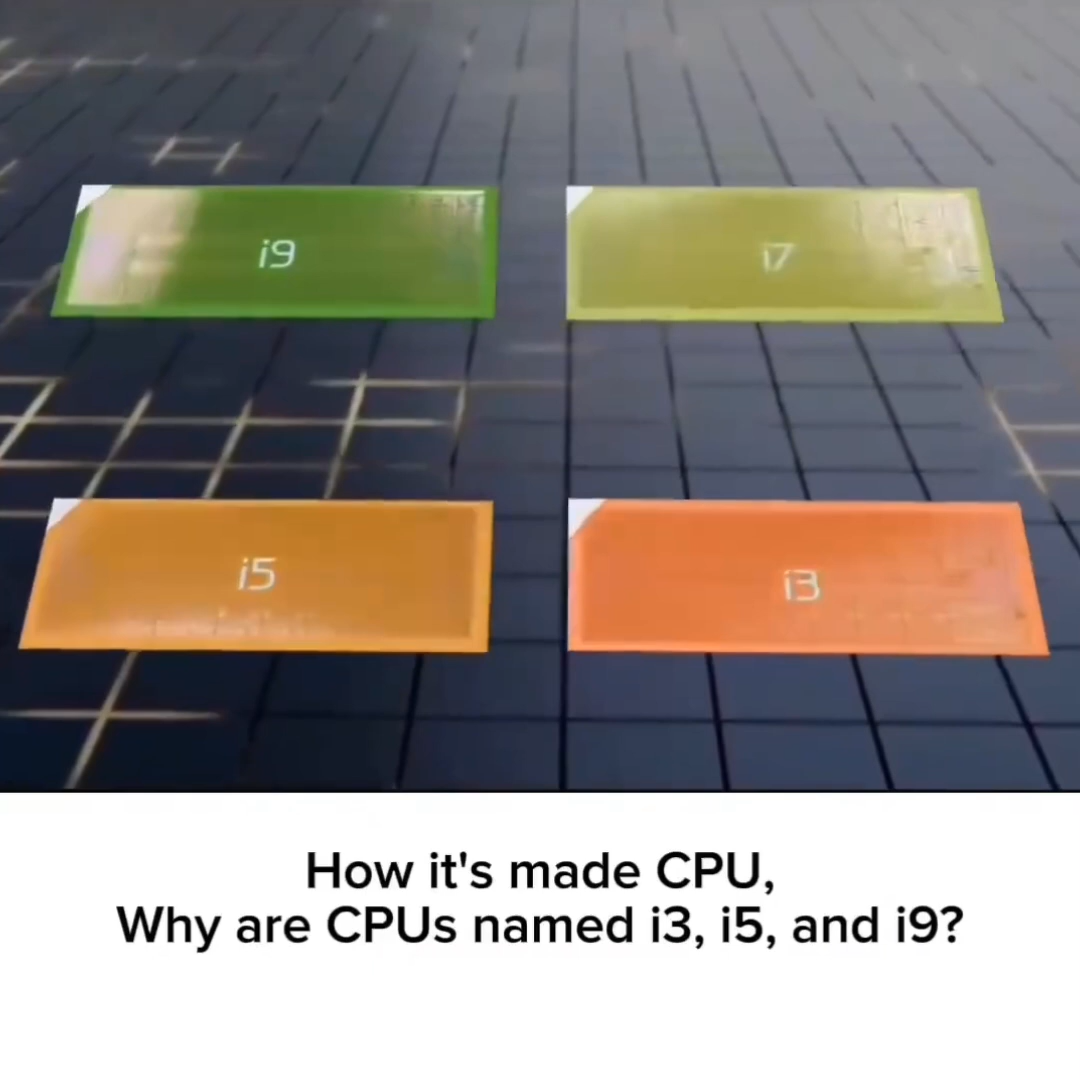 i9
i7
i5
i3
How it's made CPU,
Why are CPUs named i3, i5, and i9?